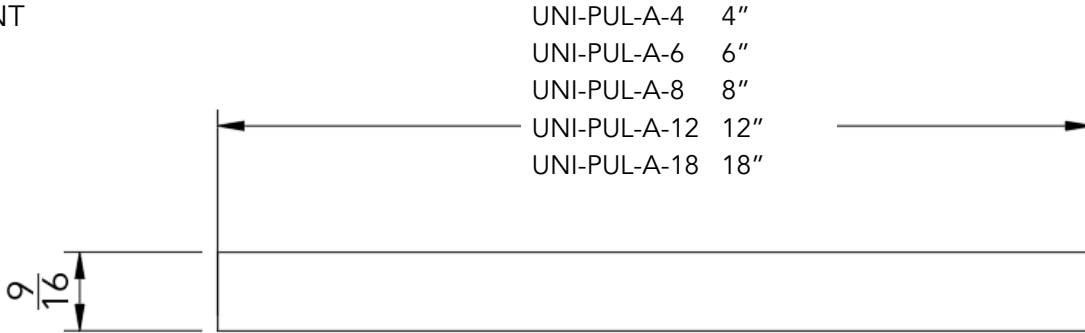 NT
UNI-PUL-A-4 4”
UNI-PUL-A-6 6”
UNI-PUL-A-8 8”
UNI-PUL-A-12 12”
UNI-PUL-A-18 18”
9/16